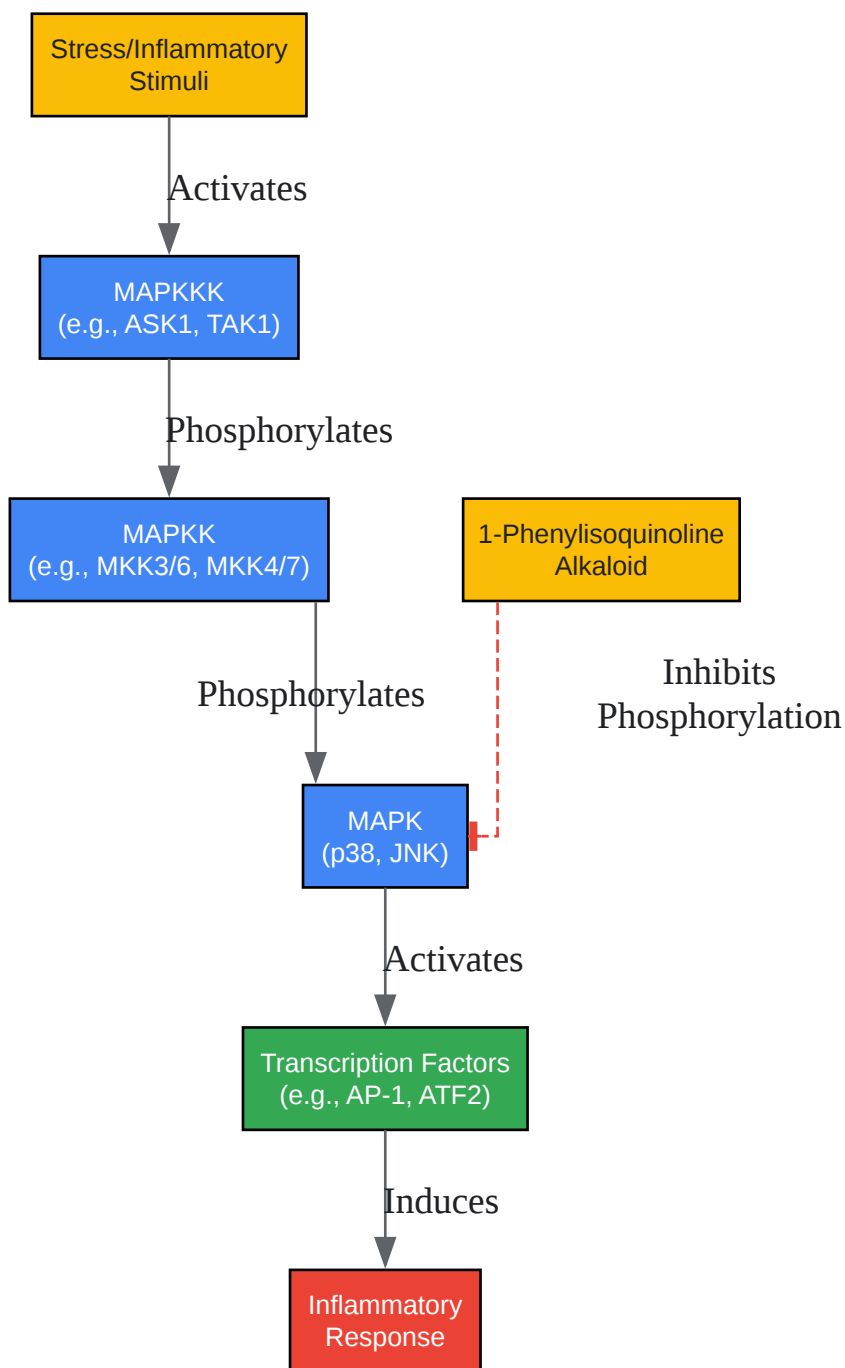 Stress/Inflammatory
Stimuli
Activates
MAPKKK
(e.g., ASK1, TAK1)
Phosphorylates
MAPKK
(e.g., MKK3/6, MKK4/7)
1-Phenylisoquinoline
Alkaloid
Phosphorylates
Inhibits
Phosphorylation
MAPK
(p38, JNK)
Activates
Transcription Factors
(e.g., AP-1, ATF2)
Induces
Inflammatory
Response